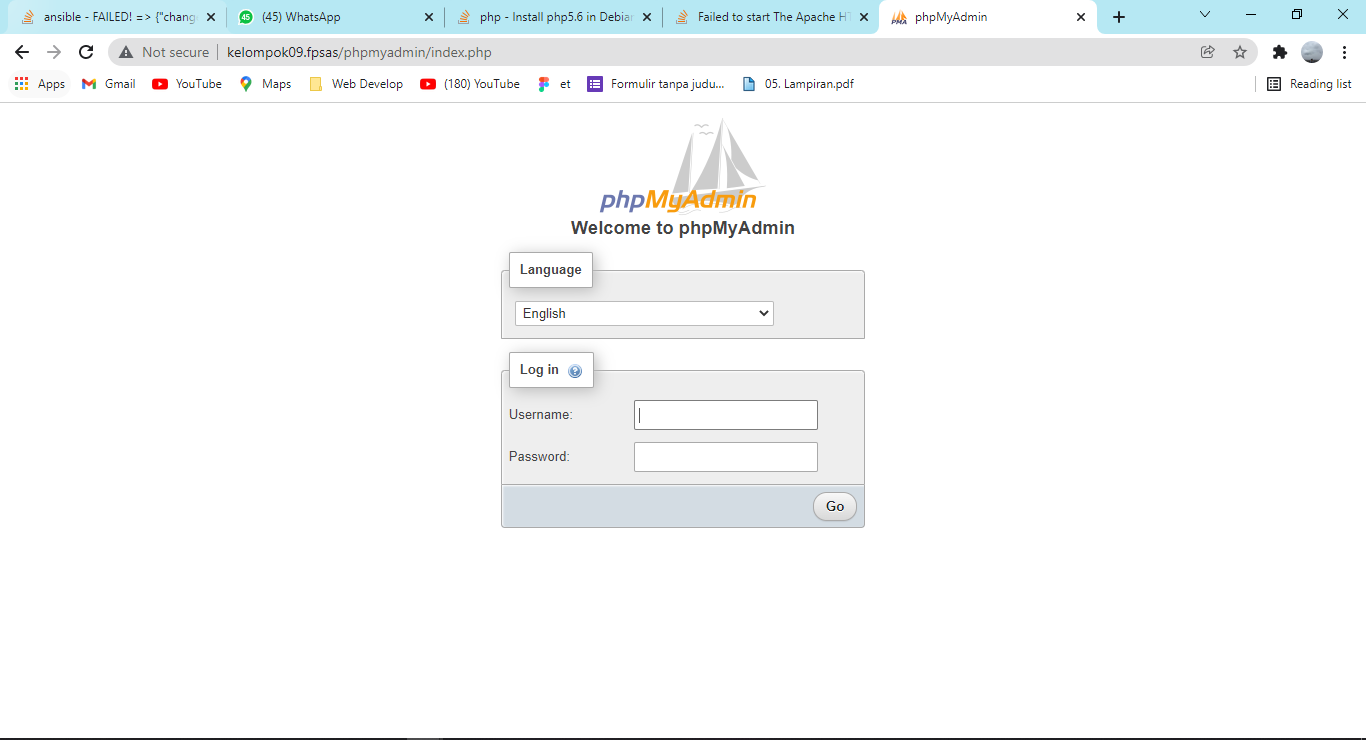 ansible - FAILED! => {"chang
(45) WhatsApp
php - Install php5.6 in Debian
Failed to start The Apache HT
phpMyAdmin
Not secure
kelompok09.fpsas/phpmyadmin/index.php
Apps
Gmail
YouTube
Maps
Web Develop
(180) YouTube
et
Formulir tanpa judu...
05. Lampiran.pdf
Reading list
phpMyAdmin
Welcome to phpMyAdmin
Language
English
Log in
Username:
Password:
Go